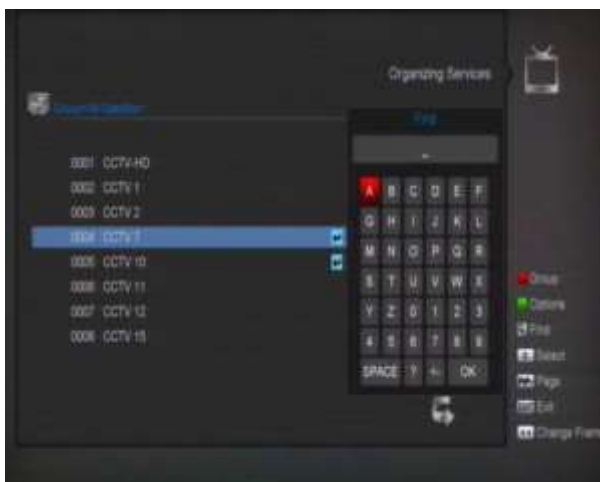 Organizing Services
Find
0001 CCTV-HD
0002 CCTV 1
0003 CCTV 2
0004 CCTV 7
0005 CCTV 10
0006 CCTV 11
0007 CCTV 12
0008 CCTV 15
A B C D E F
G H I J K L
M N O P Q R
S T U V W X
Y Z 0 1 2 3
4 5 6 7 8 9
SPACE ? OK
Group
Options
Find
Select
Page
Exit
Change Frame